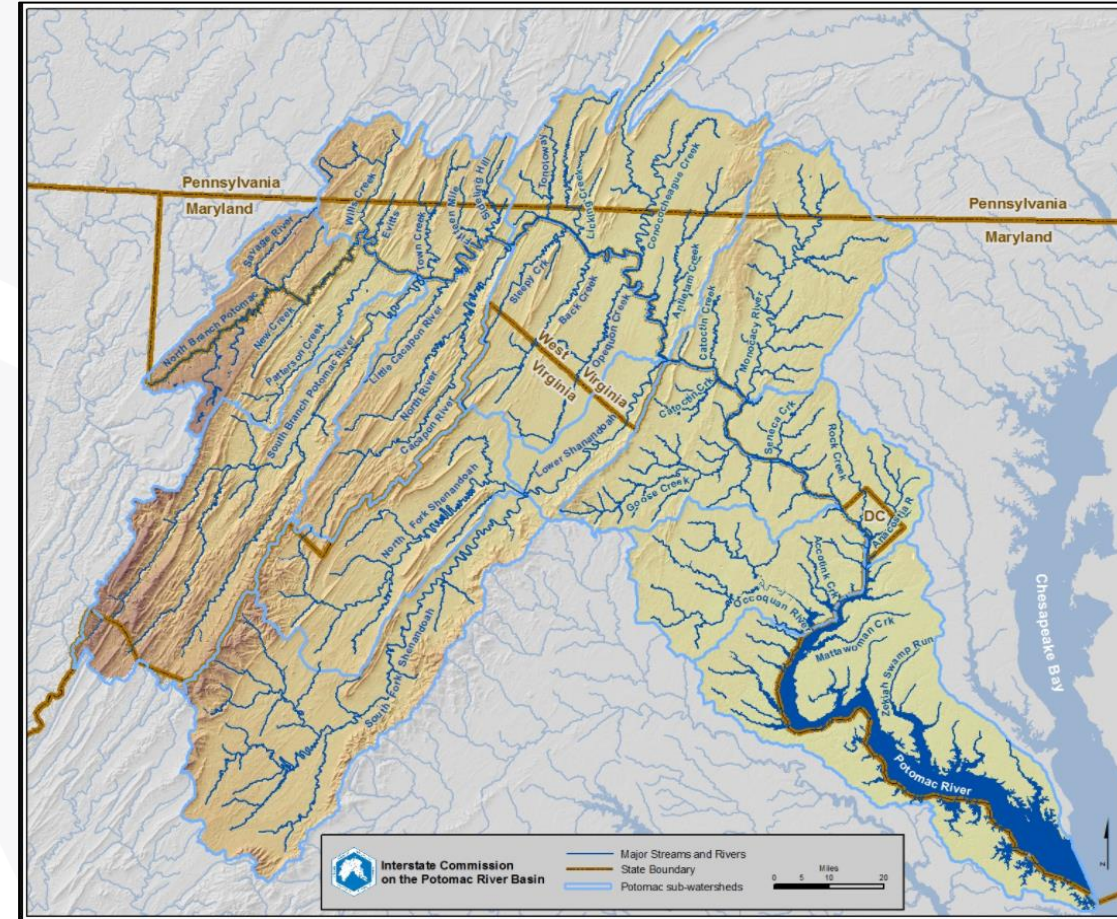 Pennsylvania
Maryland
Pennsylvania
Maryland
Savage River
Wills Creek
Evitts
Town Creek
Fifteen Mile
Sideling Hill
Tonoloway
Licking Creek
Conococheague Creek
Antietam Creek
Catoctin Creek
Monocacy River
North Branch Potomac
New Creek
Patterson Creek
South Branch Potomac River
Little Cacapon River
North River
Cacapon River
Sleepy Crk
Back Creek
Opequon Creek
West Virginia
Virginia
Catoctin Crk
Lower Shenandoah
Goose Creek
Seneca Crk
Rock Creek
DC
Anacostia R
North Fork Shenandoah
South Fork Shenandoah
Accotink Crk
Occoquan River
Mattawoman Crk
Zekiah Swamp Run
Chesapeake Bay
Potomac River
Interstate Commission
on the Potomac River Basin
Major Streams and Rivers
State Boundary
Potomac sub-watersheds
Miles
0 5 10 20